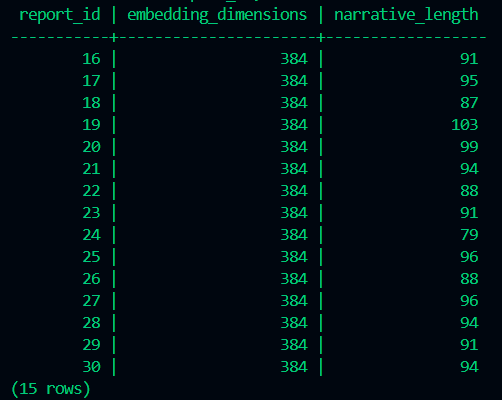 report_id | embedding_dimensions | narrative_length
-----------+----------------------+------------------
16 | 384 | 91
17 | 384 | 95
18 | 384 | 87
19 | 384 | 103
20 | 384 | 99
21 | 384 | 94
22 | 384 | 88
23 | 384 | 91
24 | 384 | 79
25 | 384 | 96
26 | 384 | 88
27 | 384 | 96
28 | 384 | 94
29 | 384 | 91
30 | 384 | 94
(15 rows)